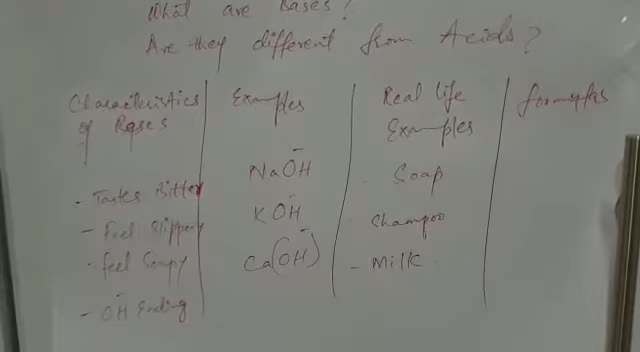 What are Bases?
Are they different from Acids?
Characteristics of Bases
- Tastes Bitter
- Feel Slippery
- feel Soapy
- OH⁻ Ending
Examples
NaOH⁻
KOH⁻
Ca(OH⁻)
Real life Examples
- Soap
- Shampoo
- Milk